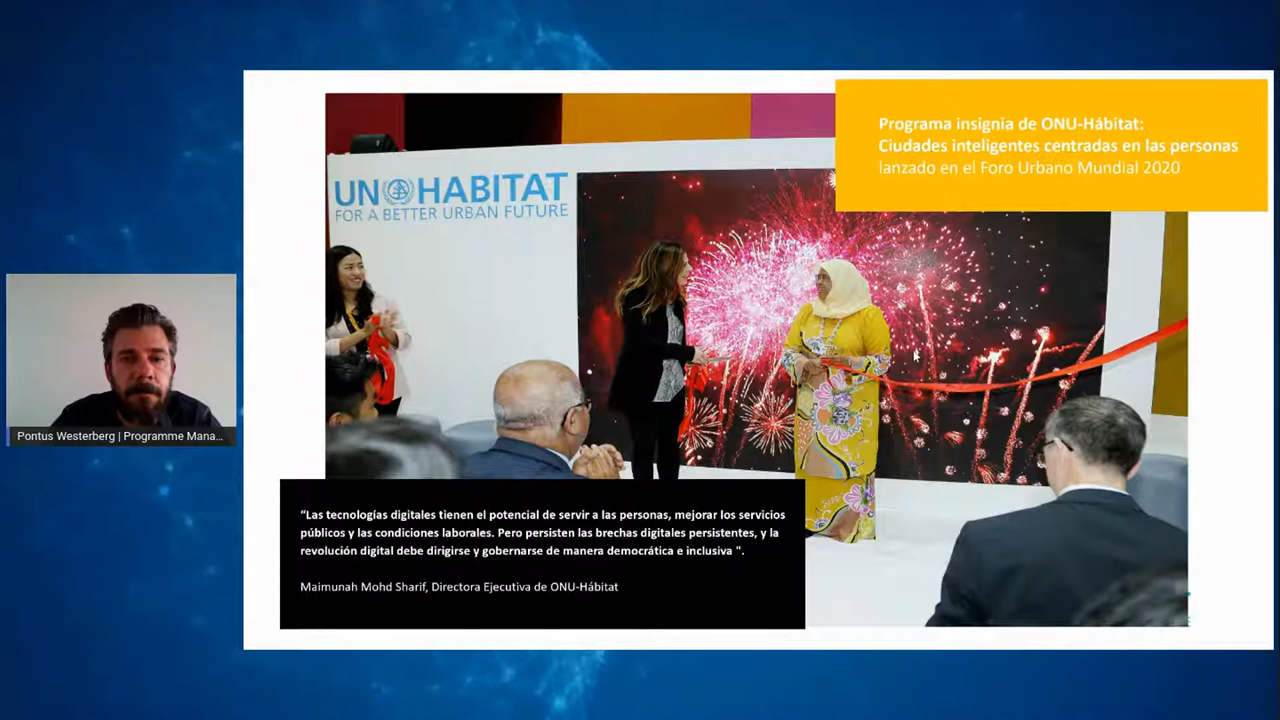 Programa insignia de ONU-Hábitat:
Ciudades inteligentes centradas en las personas
lanzado en el Foro Urbano Mundial 2020
UN HABITAT
FOR A BETTER URBAN FUTURE
Pontus Westerberg | Programme Mana...
“Las tecnologías digitales tienen el potencial de servir a las personas, mejorar los servicios
públicos y las condiciones laborales. Pero persisten las brechas digitales persistentes, y la
revolución digital debe dirigirse y gobernarse de manera democrática e inclusiva ".
Maimunah Mohd Sharif, Directora Ejecutiva de ONU-Hábitat